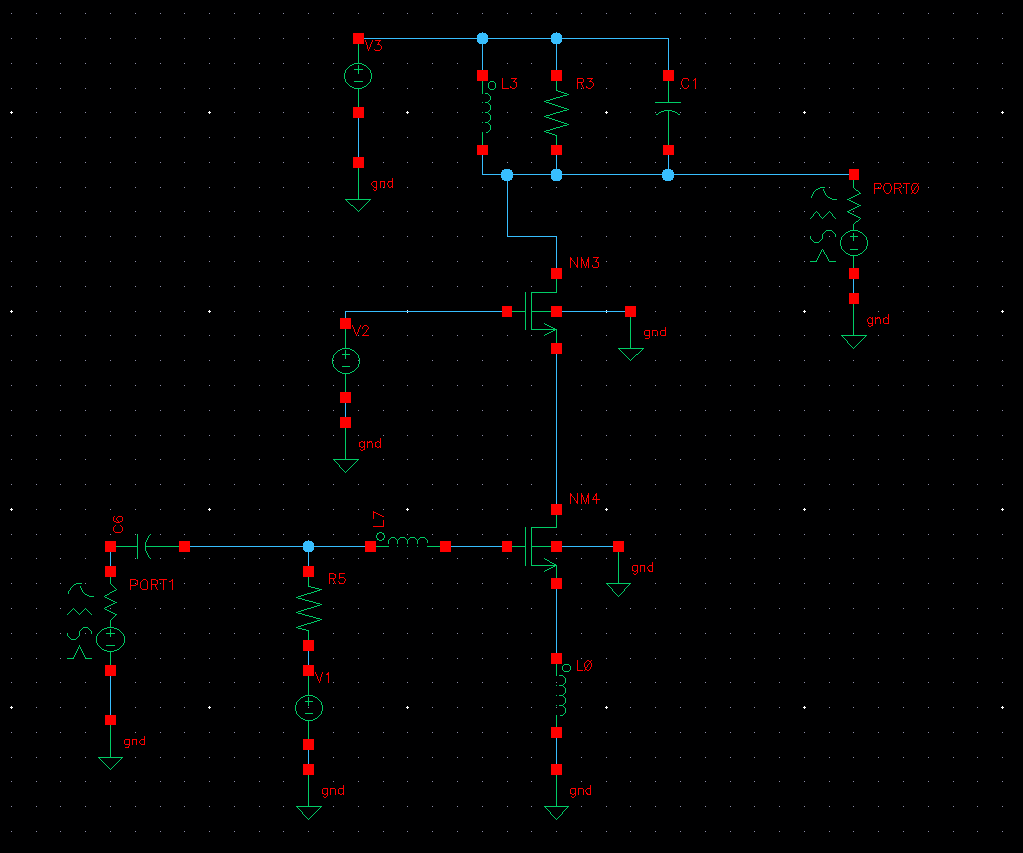 V3
L3
R3
C1
gnd
PORT0
NM3
V2
gnd
gnd
gnd
NM4
C6
L7
gnd
R5
PORT1
L0
V1
gnd
gnd
gnd